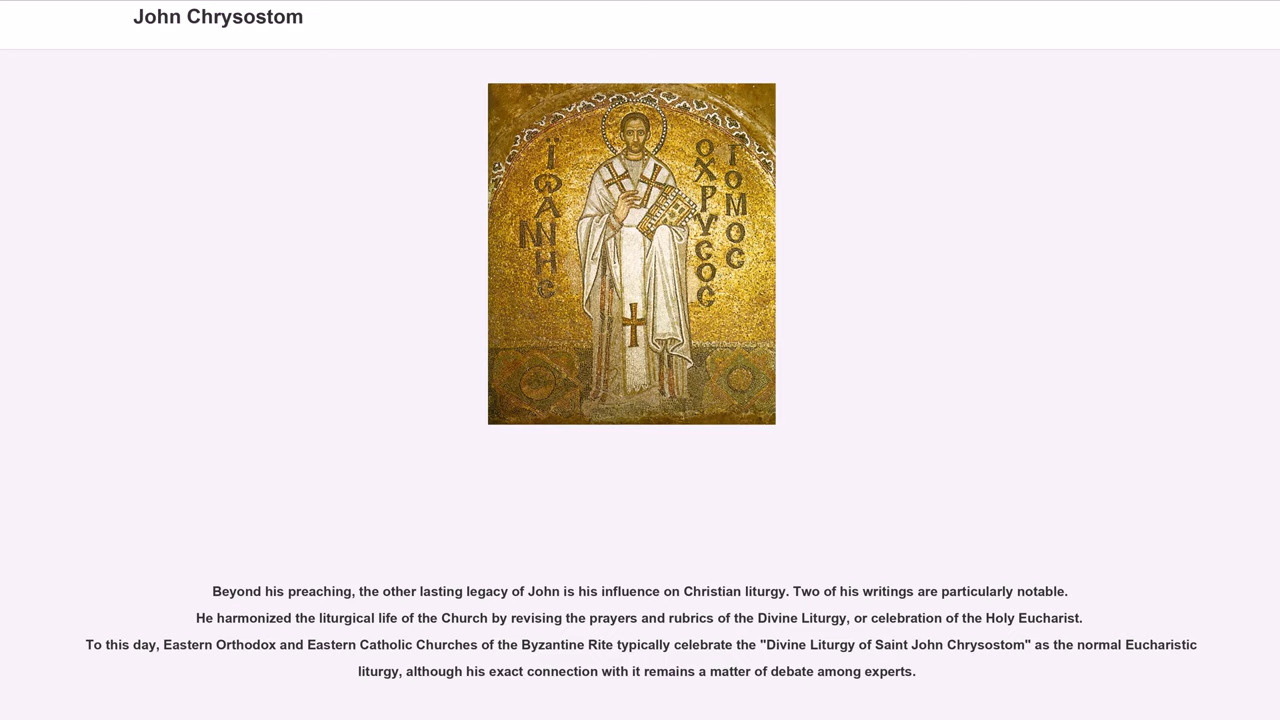 John Chrysostom
ΪΩΑΝΝΗϹ
ΟΧΡΥϹΟϹ
ΓΟΜΟϹ
Beyond his preaching, the other lasting legacy of John is his influence on Christian liturgy. Two of his writings are particularly notable.
He harmonized the liturgical life of the Church by revising the prayers and rubrics of the Divine Liturgy, or celebration of the Holy Eucharist.
To this day, Eastern Orthodox and Eastern Catholic Churches of the Byzantine Rite typically celebrate the "Divine Liturgy of Saint John Chrysostom" as the normal Eucharistic
liturgy, although his exact connection with it remains a matter of debate among experts.